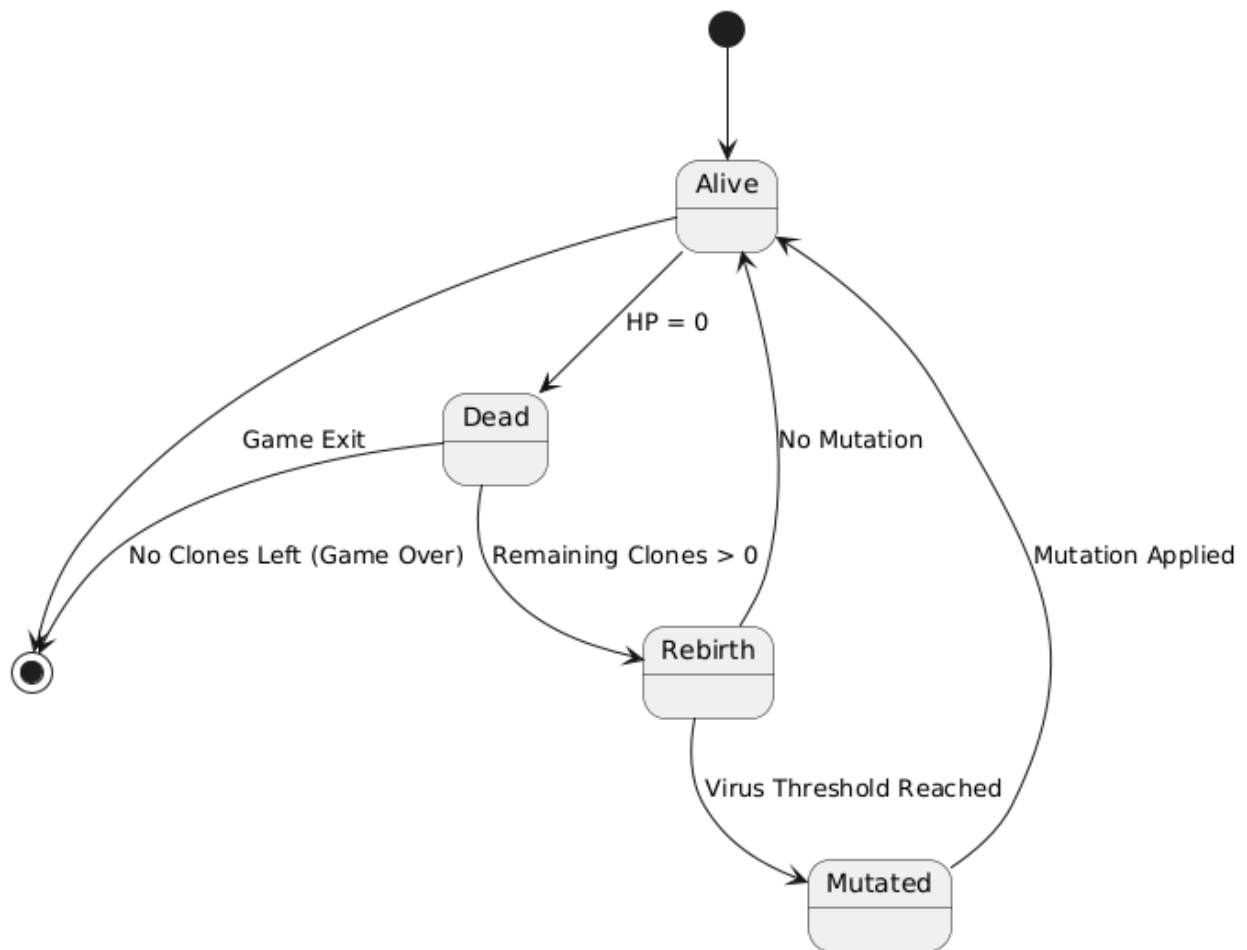 Alive
HP = 0
Dead
Game Exit
No Mutation
No Clones Left (Game Over)
Remaining Clones > 0
Mutation Applied
Rebirth
Virus Threshold Reached
Mutated